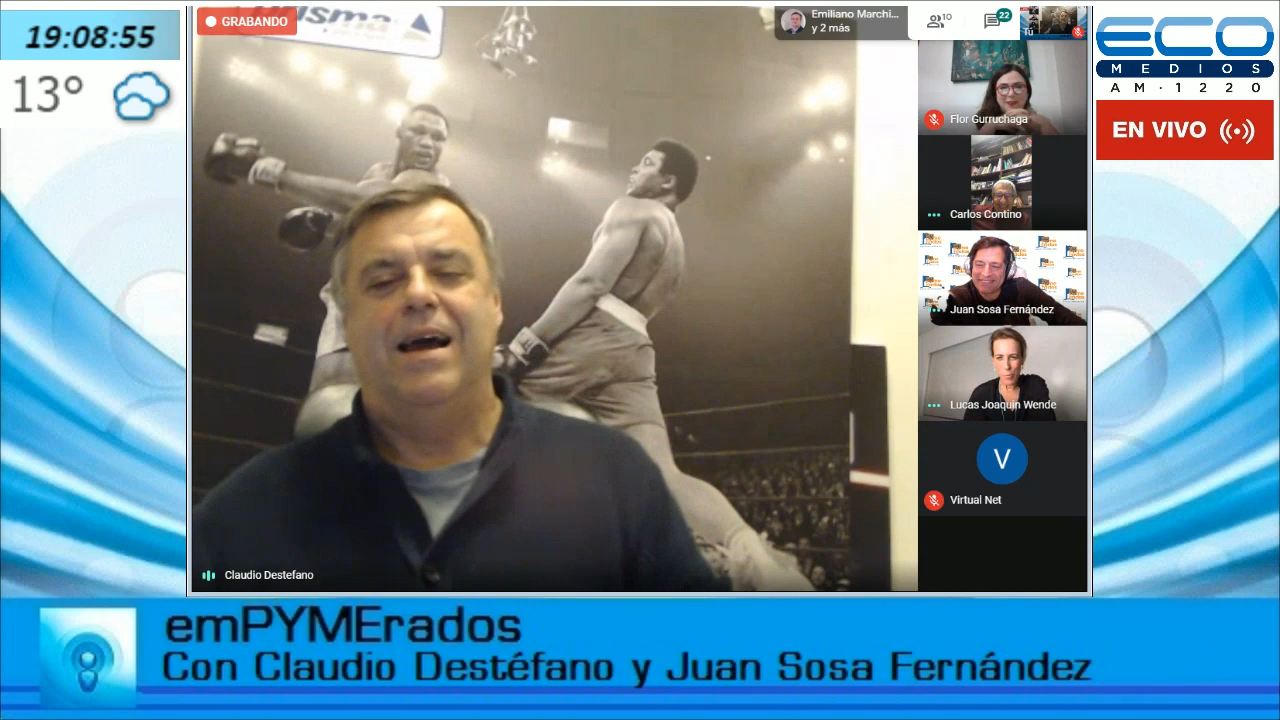 19:08:55
13°
GRABANDO
Emiliano Marchi...
y 2 más
10
22
Tú
ECO
MEDIOS
AM·1220
EN VIVO
Flor Gurruchaga
Carlos Contino
Juan Sosa Fernández
Lucas Joaquin Wende
V
Virtual Net
Claudio Destefano
emPYMErados
Con Claudio Destéfano y Juan Sosa Fernández